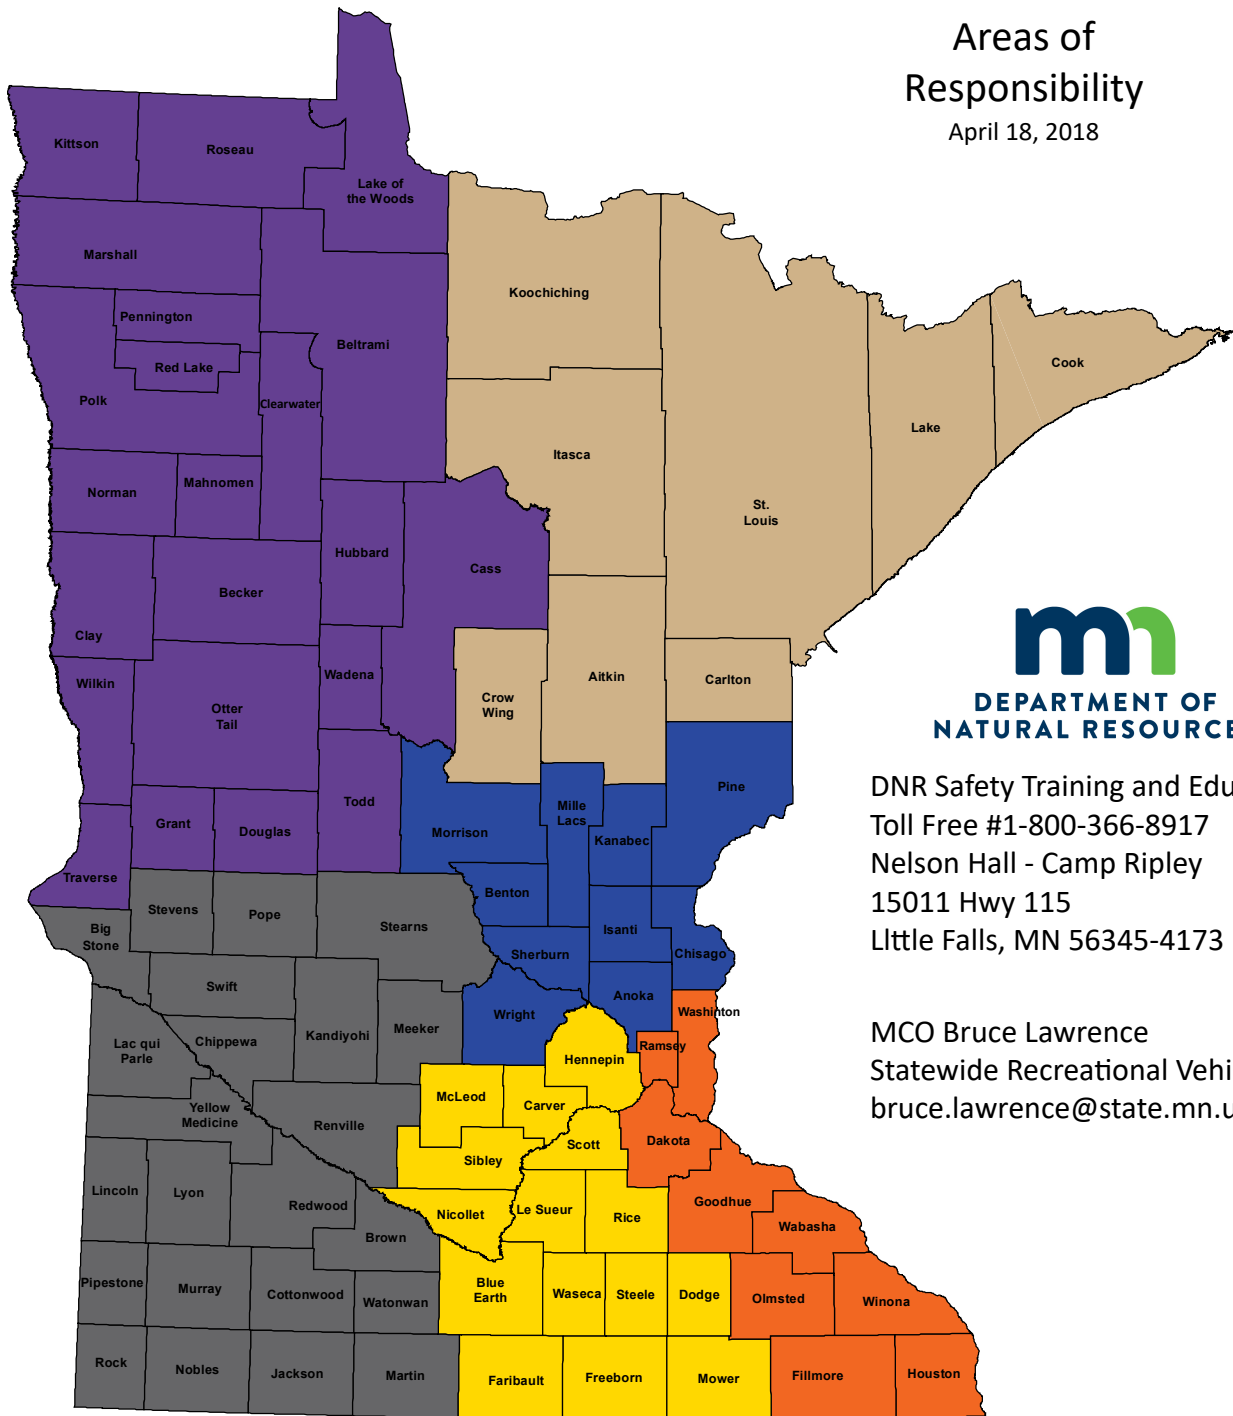 Areas of
Responsibility
April 18, 2018
Kittson
Roseau
Lake of
the Woods
Marshall
Koochiching
Pennington
Beltrami
Red Lake
Cook
Polk
Clearwater
Lake
Itasca
Mahnomen
Norman
St.
Louis
Hubbard
Cass
Becker
Clay
Wilkin
Wadena
Aitkin
Carlton
Crow
Wing
Otter
Tail
mn
DEPARTMENT OF
NATURAL RESOURCE
Pine
Todd
Mille
Lacs
Grant
Douglas
Morrison
Kanabec
DNR Safety Training and Edu
Toll Free #1-800-366-8917
Nelson Hall - Camp Ripley
15011 Hwy 115
LIttle Falls, MN 56345-4173
Traverse
Benton
Stevens
Pope
Stearns
Isanti
Big
Stone
Sherburn
Chisago
Swift
Anoka
Washinton
Wright
Meeker
Kandiyohi
Chippewa
Lac qui
Parle
Ramsey
Hennepin
MCO Bruce Lawrence
Statewide Recreational Vehi
bruce.lawrence@state.mn.u
McLeod
Carver
Yellow
Medicine
Renville
Scott
Dakota
Sibley
Lincoln
Lyon
Redwood
Nicollet
Le Sueur
Rice
Goodhue
Wabasha
Brown
Pipestone
Murray
Cottonwood
Watonwan
Blue
Earth
Waseca
Steele
Dodge
Olmsted
Winona
Rock
Nobles
Jackson
Martin
Faribault
Freeborn
Mower
Fillmore
Houston